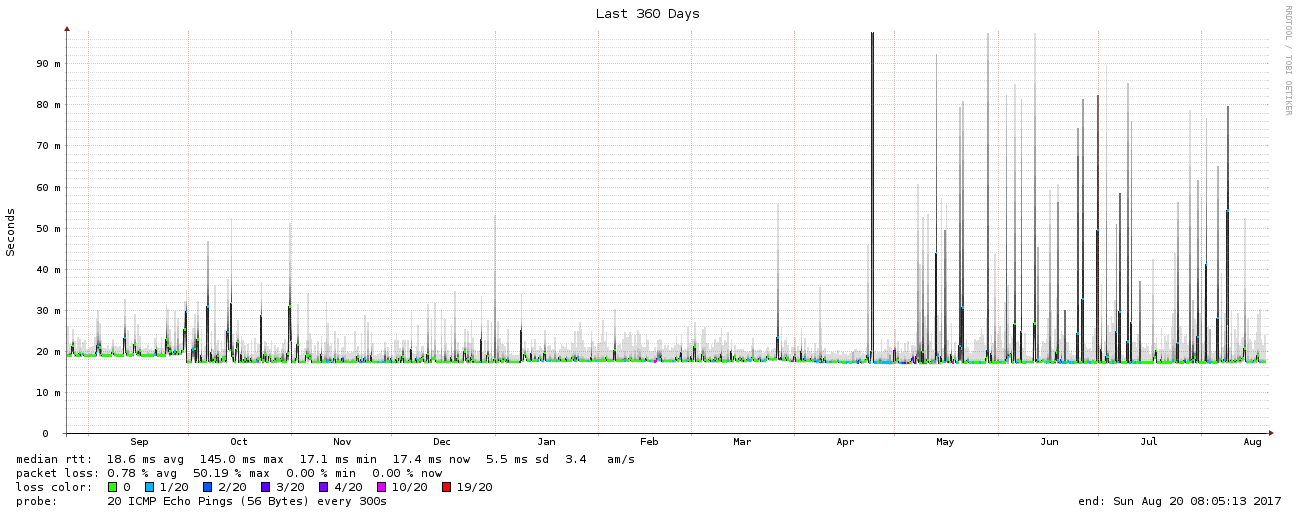 Last 360 Days
RRDTOOL / TOBI OETIKER
Seconds
90 m
80 m
70 m
60 m
50 m
40 m
30 m
20 m
10 m
0
Sep Oct Nov Dec Jan Feb Mar Apr May Jun Jul Aug
median rtt: 18.6 ms avg 145.0 ms max 17.1 ms min 17.4 ms now 5.5 ms sd 3.4 am/s
packet loss: 0.78 % avg 50.19 % max 0.00 % min 0.00 % now
loss color: 0 1/20 2/20 3/20 4/20 10/20 19/20
probe: 20 ICMP Echo Pings (56 Bytes) every 300s
end: Sun Aug 20 08:05:13 2017